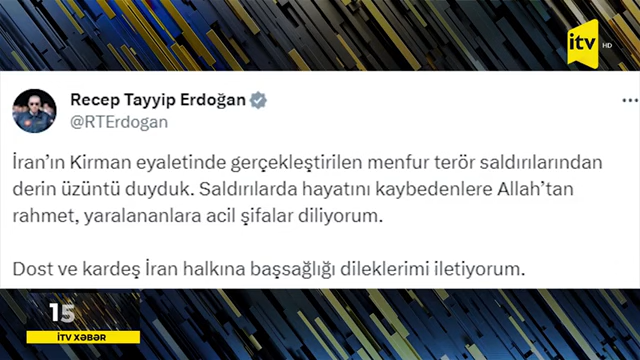 itv HD
Recep Tayyip Erdoğan
@RTErdogan
İran’ın Kirman eyaletinde gerçekleştirilen menfur terör saldırılarından
derin üzüntü duyduk. Saldırılarda hayatını kaybedenlere Allah’tan
rahmet, yaralananlara acil şifalar diliyorum.
Dost ve kardeş İran halkına başsağlığı dileklerimi iletiyorum.
15
İTV XƏBƏR